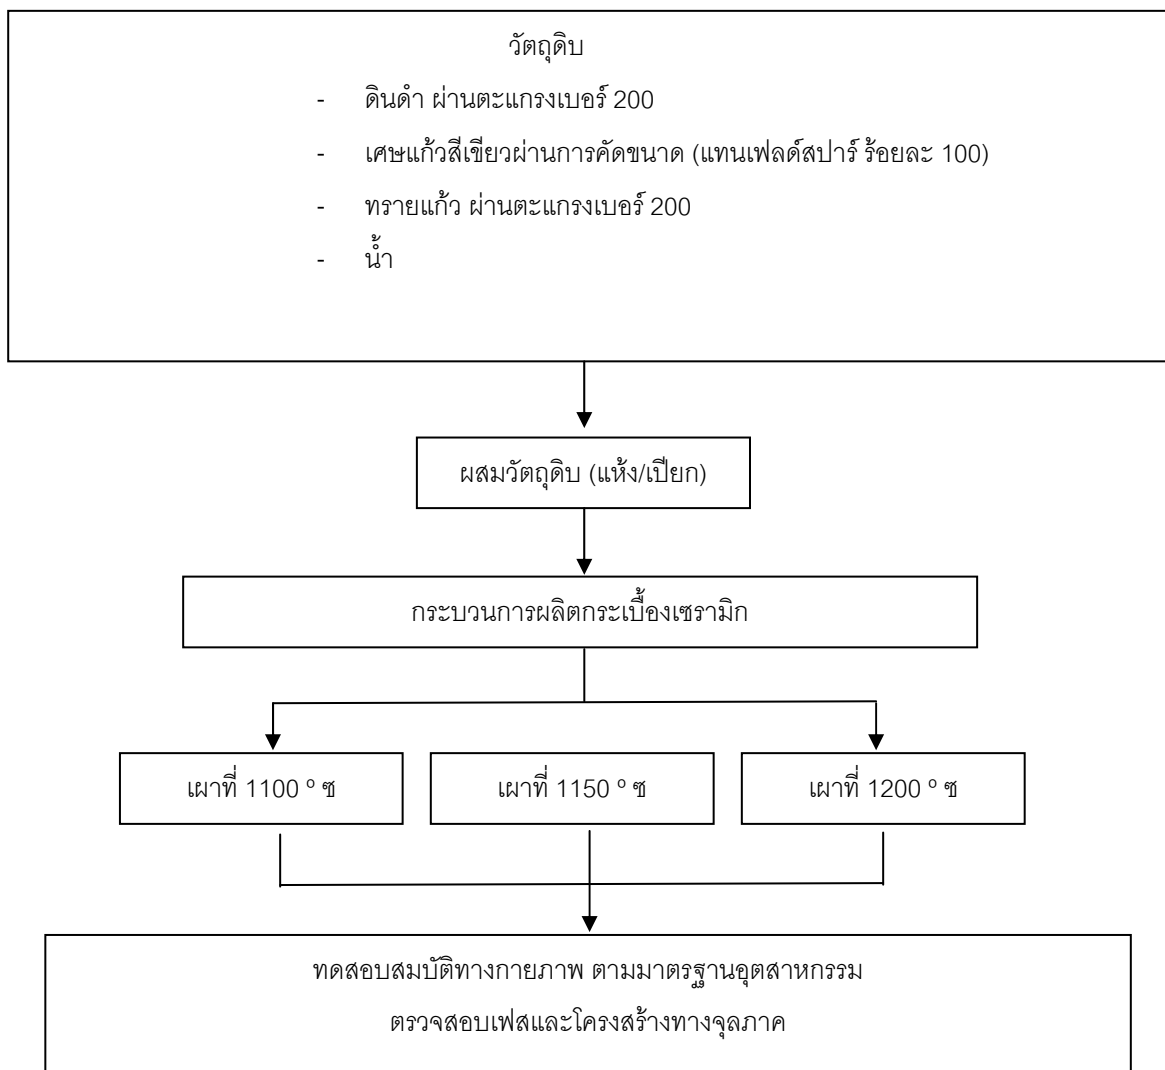 วัตถุดิบ
- ดินดำ ผ่านตะแกรงเบอร์ 200
- เศษแก้วสีเขียวผ่านการคัดขนาด (แทนเฟลด์สปาร์ ร้อยละ 100)
- ทรายแก้ว ผ่านตะแกรงเบอร์ 200
- น้ำ
ผสมวัตถุดิบ (แห้ง/เปียก)
กระบวนการผลิตกระเบื้องเซรามิก
เผาที่ 1100 º ซ
เผาที่ 1150 º ซ
เผาที่ 1200 º ซ
ทดสอบสมบัติทางกายภาพ ตามมาตรฐานอุตสาหกรรม
ตรวจสอบเฟสและโครงสร้างทางจุลภาค